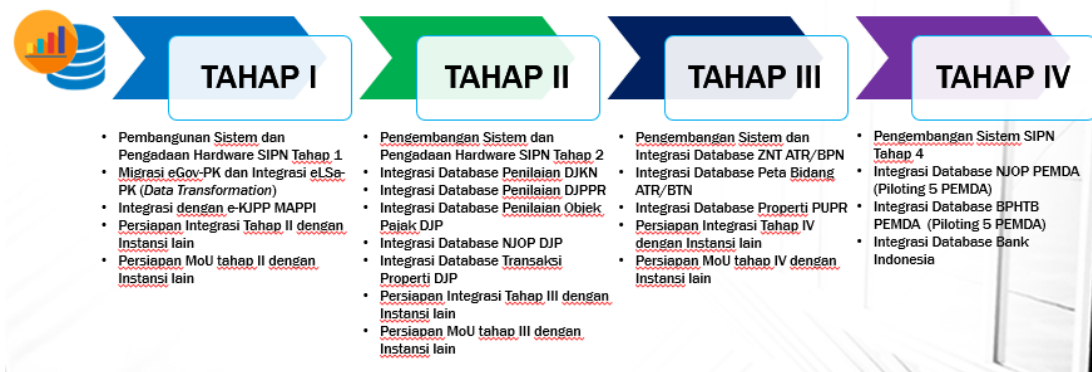 TAHAP I
• Pembangunan Sistem dan
Pengadaan Hardware SIPN Tahap 1
• Migrasi eGov-PK dan Integrasi eLSa-
PK (Data Transformation)
• Integrasi dengan e-KJPP MAPPI
• Persiapan Integrasi Tahap II dengan
Instansi lain
• Persiapan MoU tahap II dengan
Instansi lain
TAHAP II
• Pengembangan Sistem dan
Pengadaan Hardware SIPN Tahap 2
• Integrasi Database Penilaian DJKN
• Integrasi Database Penilaian DJPPR
• Integrasi Database Penilaian Objek
Pajak DJP
• Integrasi Database NJOP DJP
• Integrasi Database Transaksi
Properti DJP
• Persiapan Integrasi Tahap III dengan
Instansi lain
• Persiapan MoU tahap III dengan
Instansi lain
TAHAP III
• Pengembangan Sistem dan
Integrasi Database ZNT ATR/BPN
• Integrasi Database Peta Bidang
ATR/BTN
• Integrasi Database Properti PUPR
• Persiapan Integrasi Tahap IV
dengan Instansi lain
• Persiapan MoU tahap IV dengan
Instansi lain
TAHAP IV
• Pengembangan Sistem SIPN
Tahap 4
• Integrasi Database NJOP PEMDA
(Piloting 5 PEMDA)
• Integrasi Database BPHTB
PEMDA (Piloting 5 PEMDA)
• Integrasi Database Bank
Indonesia